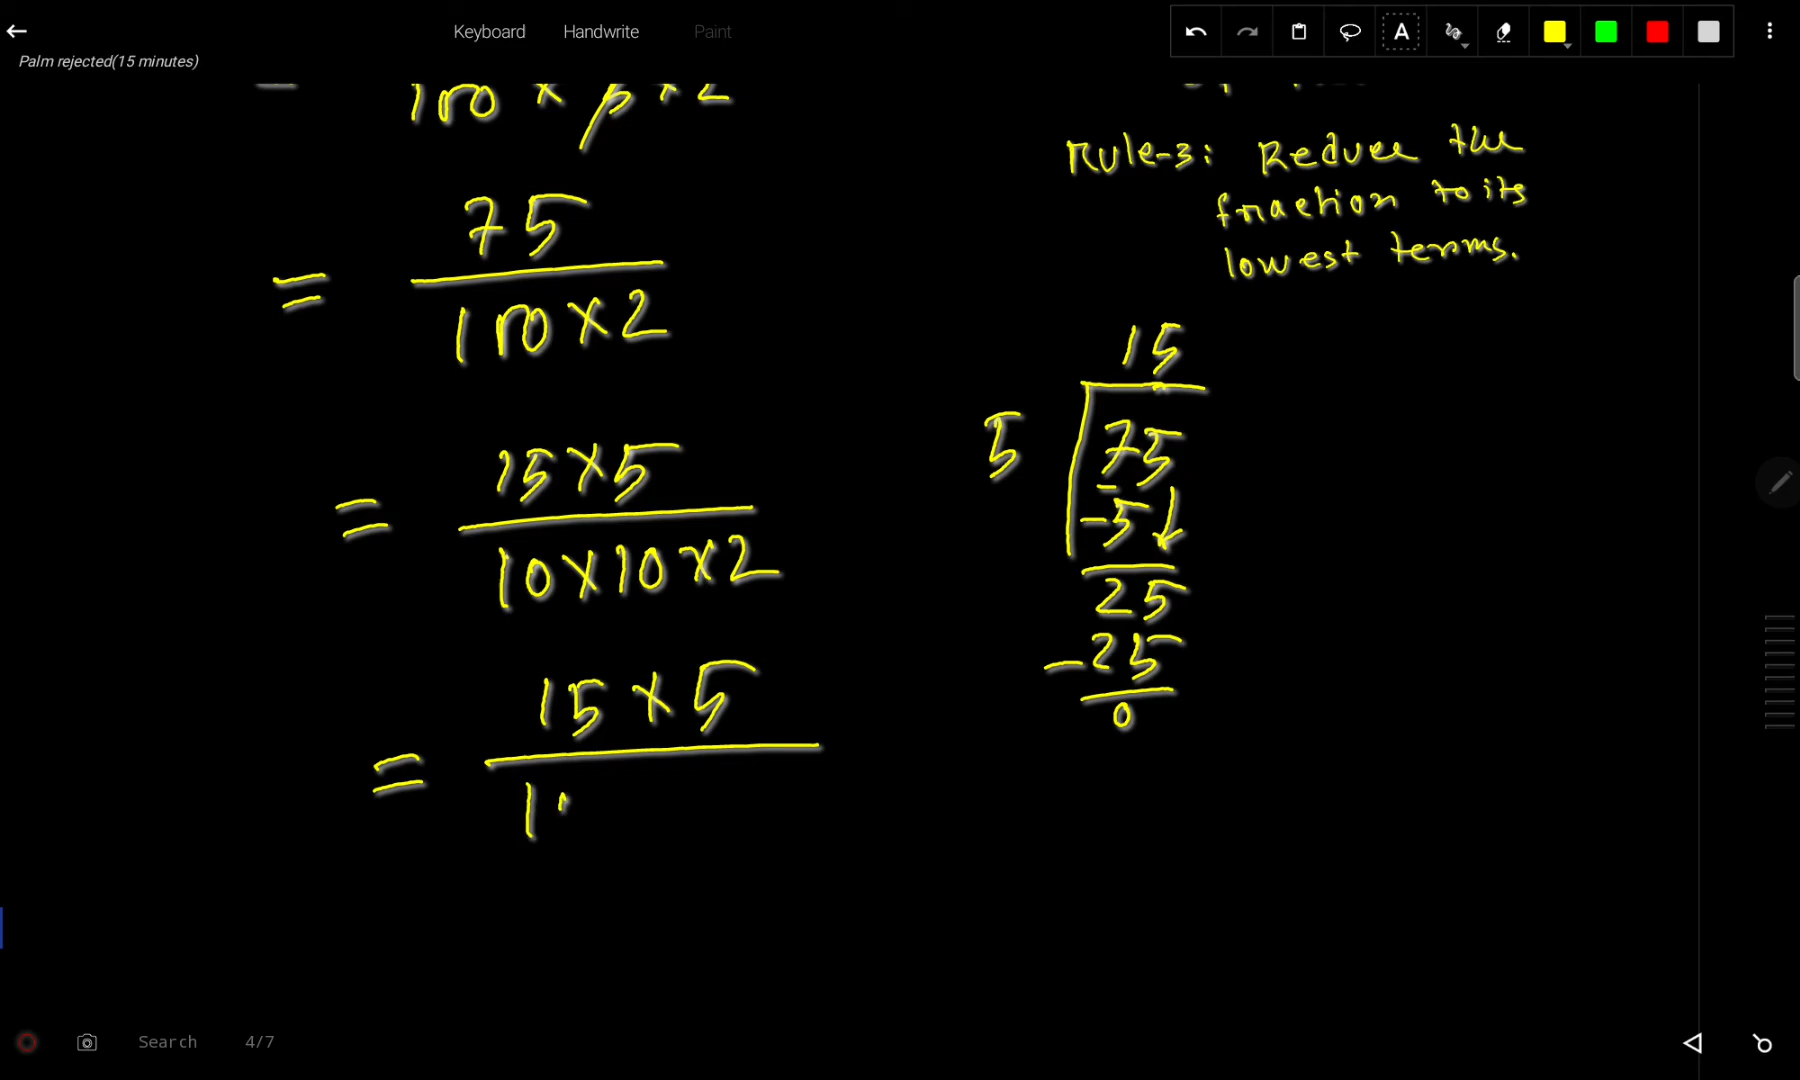 Keyboard Handwrite Paint
Palm rejected(15 minutes)
100 × 5 × 2
= 75
100 × 2
= 15 × 5
10 × 10 × 2
= 15 × 5
1
Rule-3: Reduce the
fraction to its
lowest terms.
15
5 75
-5
25
-25
0
A
Search 4/7